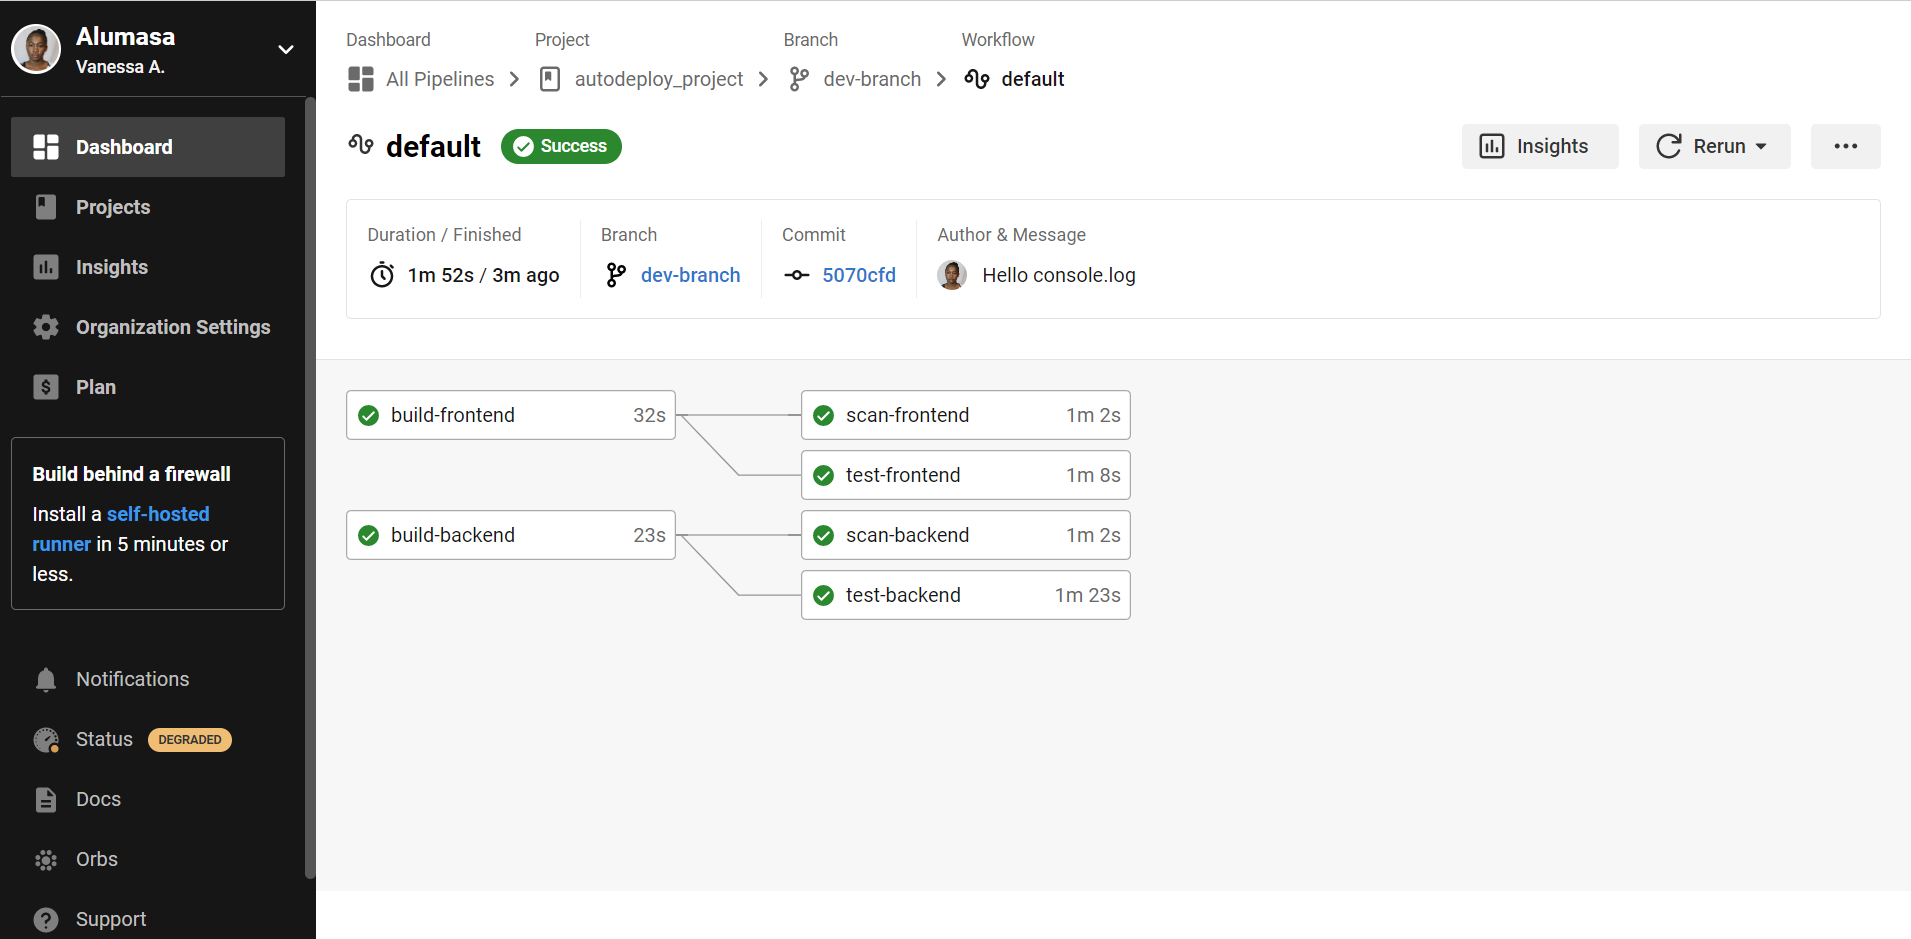 Alumasa
Vanessa A.
Dashboard
Projects
Insights
Organization Settings
$ Plan
Build behind a firewall
Install a self-hosted
runner in 5 minutes or
less.
Notifications
Status DEGRADED
Docs
Orbs
? Support
Dashboard Project Branch Workflow
All Pipelines > autodeploy_project > dev-branch > default
default Success Insights Rerun ...
Duration / Finished Branch Commit Author & Message
1m 52s / 3m ago dev-branch 5070cfd Hello console.log
build-frontend 32s scan-frontend 1m 2s
test-frontend 1m 8s
build-backend 23s scan-backend 1m 2s
test-backend 1m 23s